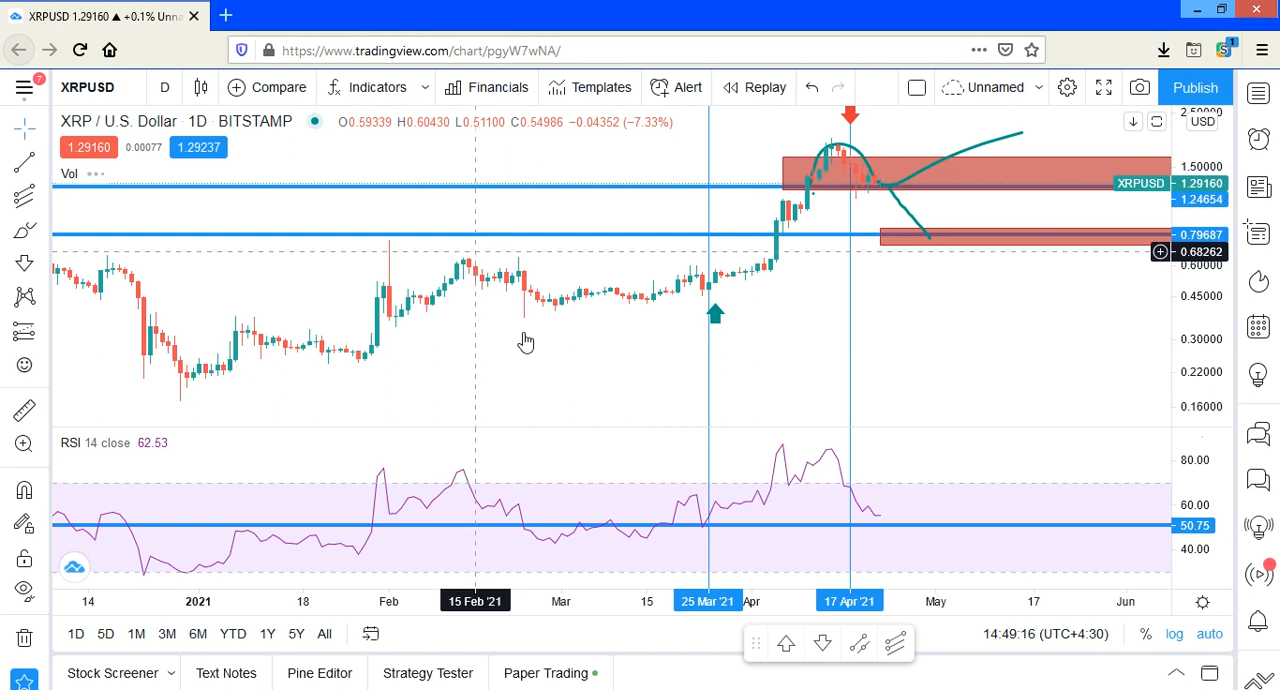 XRPUSD 1.29160 ▲ +0.1% Unna
https://www.tradingview.com/chart/pgyW7wNA/
S 1
7 XRPUSD D Compare Indicators Financials Templates Alert Replay Unnamed Publish
XRP / U.S. Dollar 1D BITSTAMP O0.59339 H0.60430 L0.51100 C0.54986 −0.04352 (−7.33%)
2.50000
USD
1.29160 0.00077 1.29237
Vol
1.50000
XRPUSD 1.29160
1.24654
0.79687
0.68262
0.60000
0.45000
0.30000
0.22000
0.16000
RSI 14 close 62.53
80.00
60.00
50.75
40.00
14 2021 18 Feb 15 Feb '21 Mar 15 25 Mar '21 Apr 17 Apr '21 May 17 Jun
1D 5D 1M 3M 6M YTD 1Y 5Y All 14:49:16 (UTC+4:30) % log auto
Stock Screener Text Notes Pine Editor Strategy Tester Paper Trading